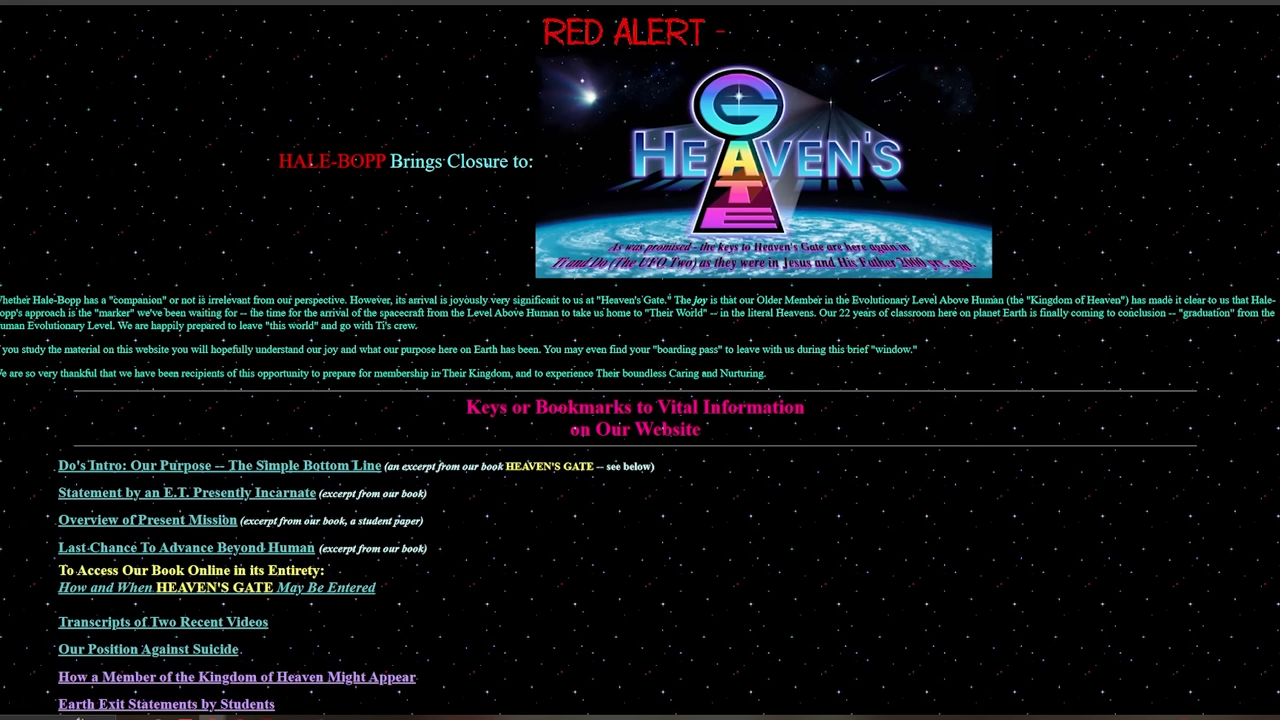 RED ALERT -
HALE-BOPP Brings Closure to:
HEAVEN'S
GATE
As was promised - the keys to Heaven's Gate are here again in
Ti and Do (The UFO Two) as they were in Jesus and His Father 2000 yrs. ago.
hether Hale-Bopp has a "companion" or not is irrelevant from our perspective. However, its arrival is joyously very significant to us at "Heaven's Gate." The joy is that our Older Member in the Evolutionary Level Above Human (the "Kingdom of Heaven") has made it clear to us that Hale-
opp's approach is the "marker" we've been waiting for -- the time for the arrival of the spacecraft from the Level Above Human to take us home to "Their World" -- in the literal Heavens. Our 22 years of classroom here on planet Earth is finally coming to conclusion -- "graduation" from the
uman Evolutionary Level. We are happily prepared to leave "this world" and go with Ti's crew.
you study the material on this website you will hopefully understand our joy and what our purpose here on Earth has been. You may even find your "boarding pass" to leave with us during this brief "window."
e are so very thankful that we have been recipients of this opportunity to prepare for membership in Their Kingdom, and to experience Their boundless Caring and Nurturing.
Keys or Bookmarks to Vital Information
on Our Website
Do's Intro: Our Purpose -- The Simple Bottom Line (an excerpt from our book HEAVEN'S GATE -- see below)
Statement by an E.T. Presently Incarnate (excerpt from our book)
Overview of Present Mission (excerpt from our book, a student paper)
Last Chance To Advance Beyond Human (excerpt from our book)
To Access Our Book Online in its Entirety:
How and When HEAVEN'S GATE May Be Entered
Transcripts of Two Recent Videos
Our Position Against Suicide
How a Member of the Kingdom of Heaven Might Appear
Earth Exit Statements by Students